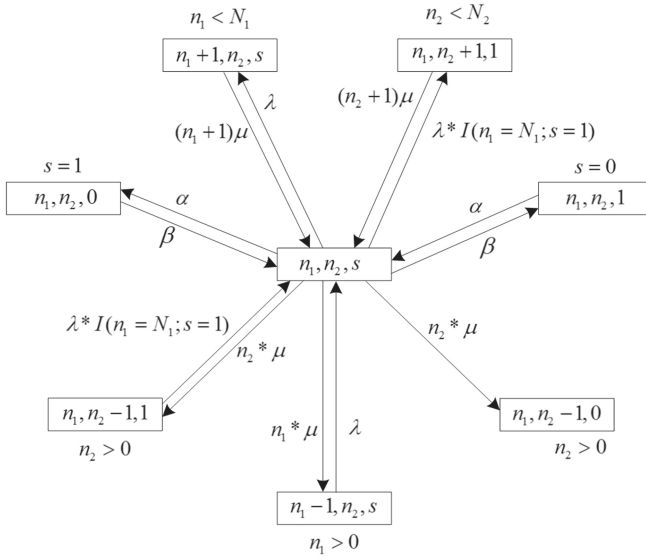 n₁ < N₁
n₂ < N₂
n₁+1, n₂, s
n₁, n₂+1,1
λ
(n₁+1)μ
(n₂+1)μ
λ* I(n₁ = N₁; s=1)
s=1
s=0
n₁, n₂, 0
n₁, n₂, 1
α
β
α
β
n₁, n₂, s
λ* I(n₁ = N₁; s=1)
n₂ * μ
n₂ * μ
n₁, n₂ −1,1
n₁, n₂ −1,0
n₂ > 0
n₂ > 0
n₁ * μ
λ
n₁ −1, n₂, s
n₁ > 0